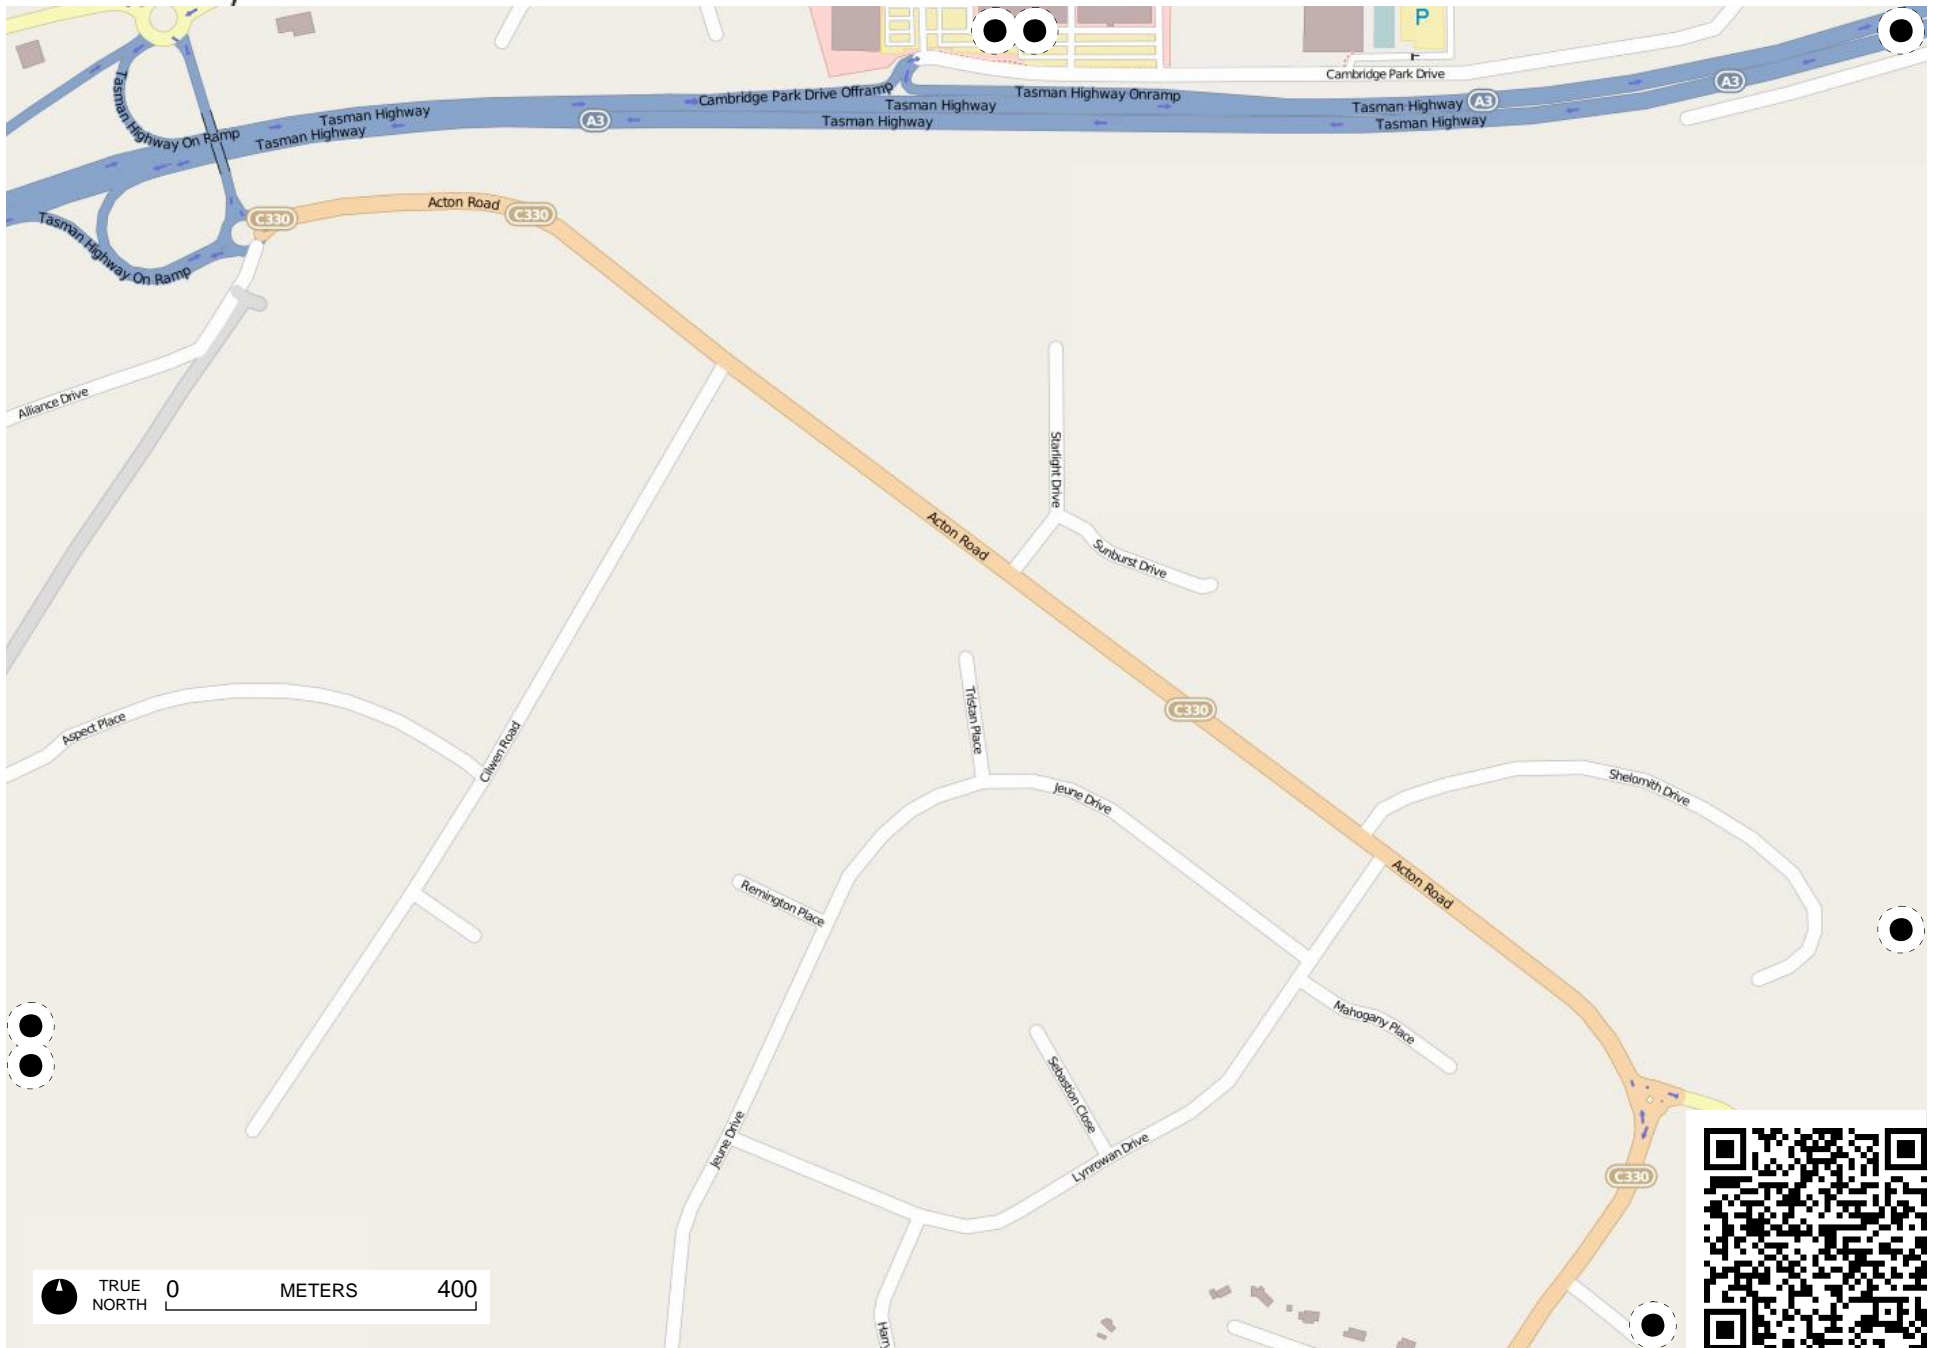 P
Cambridge Park Drive
A3
Cambridge Park Drive Offramp
Tasman Highway Onramp
Tasman Highway
Tasman Highway
Tasman Highway
A3
Tasman Highway
Tasman Highway
A3
Tasman Highway
Tasman Highway
Tasman Highway On Ramp
Tasman Highway On Ramp
Acton Road
C330
C330
Alliance Drive
Starlight Drive
Acton Road
Sunburst Drive
Tristan Place
C330
Aspect Place
Cilwen Road
Jeune Drive
Shelomith Drive
Acton Road
Remington Place
Mahogany Place
Sebastion Close
Jeune Drive
Lynrowan Drive
C330
TRUE
NORTH
0 METERS 400